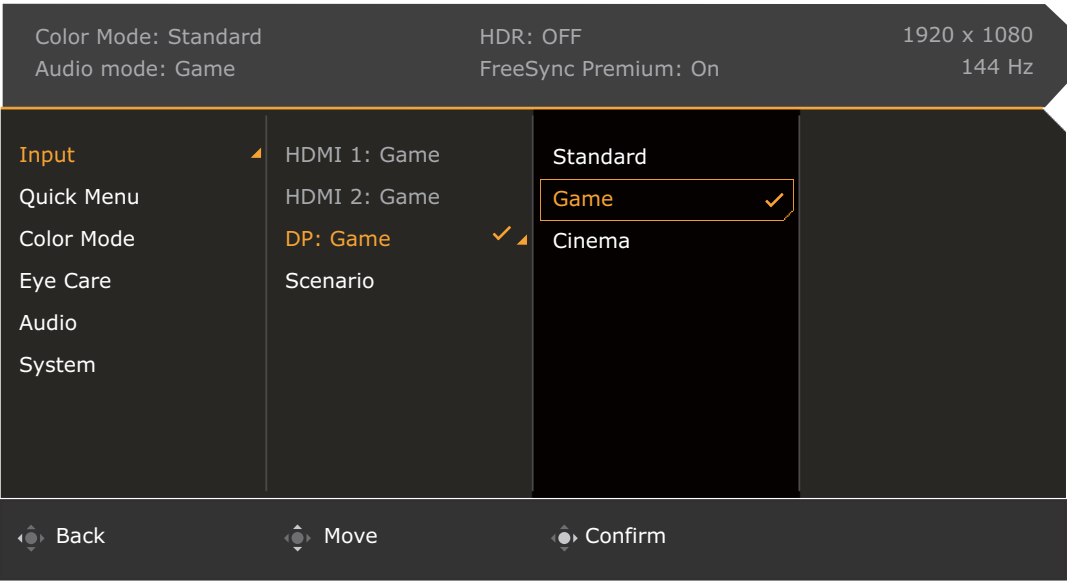 Color Mode: Standard
HDR: OFF
1920 x 1080
Audio mode: Game
FreeSync Premium: On
144 Hz
Input
Quick Menu
Color Mode
Eye Care
Audio
System
HDMI 1: Game
HDMI 2: Game
DP: Game
Scenario
Standard
Game
Cinema
Back
Move
Confirm